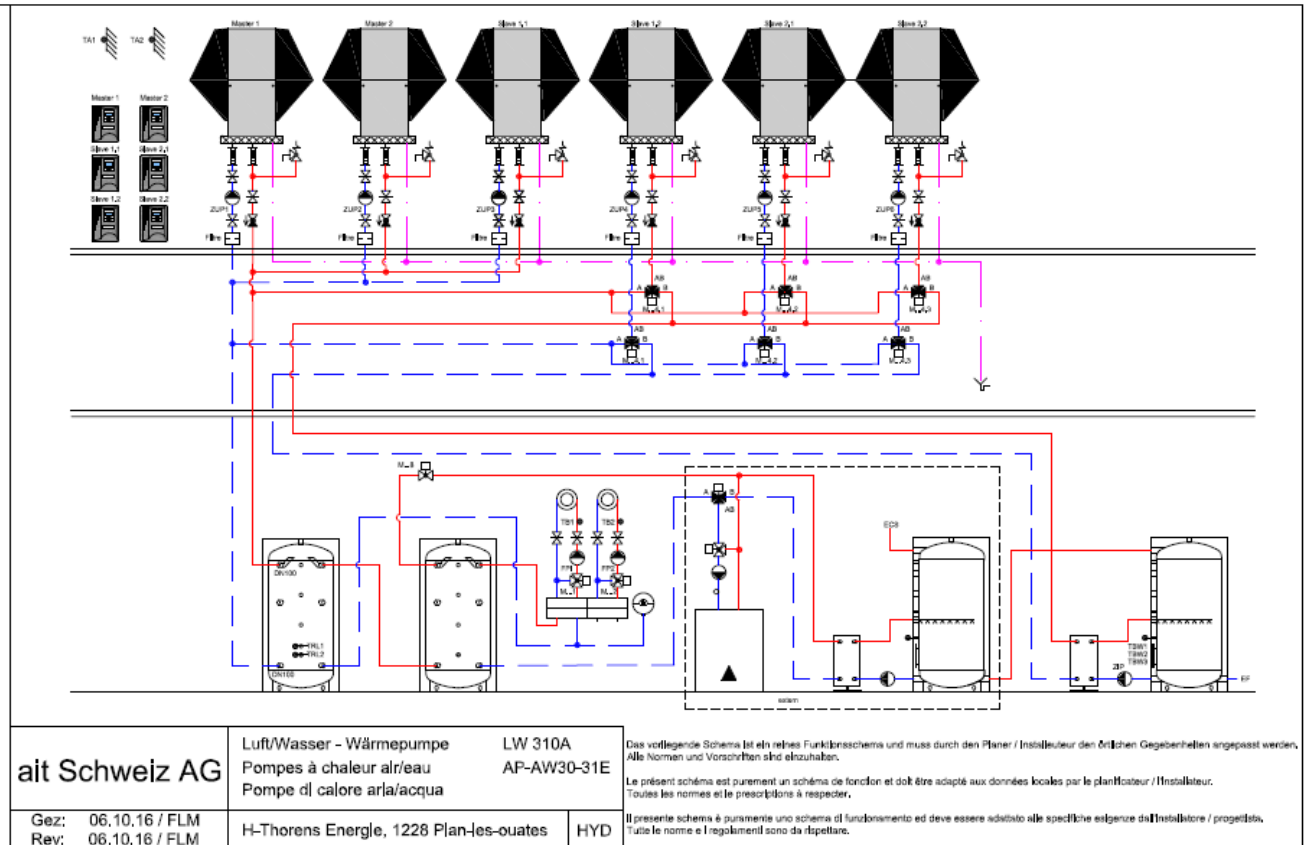 Master 1
Master 2
Slave 1,1
Slave 1,2
Slave 2,1
Slave 2,2
TA1
TA2
Master 1
Master 2
Slave 1,1
Slave 2,1
Slave 1,2
Slave 2,2
ZUP1
ZUP2
ZUP3
ZUP4
ZUP5
ZUP6
Filtre
Filtre
Filtre
Filtre
Filtre
Filtre
AB
AB
AB
A
B
A
B
A
B
AB
AB
AB
A
B
A
B
A
B
A
B
AB
TB1
TB2
FP1
FP2
ECS
DN100
TRL1
TRL2
DN100
TBW1
TBW2
TBW3
ZIP
EF
extern
ait Schweiz AG
Luft/Wasser - Wärmepumpe
LW 310A
Pompes à chaleur air/eau
AP-AW30-31E
Pompe di calore aria/acqua
Gez: 06.10.16 / FLM
Rev: 06.10.16 / FLM
H-Thorens Energie, 1228 Plan-les-ouates
HYD
Das vorliegende Schema ist ein reines Funktionsschema und muss durch den Planer / Installeuteur den örtlichen Gegebenheiten angepasst werden.
Alle Normen und Vorschriften sind einzuhalten.
Le présent schéma est purement un schéma de fonction et doit être adapté aux données locales par le planificateur / l'installateur.
Toutes les normes et le prescriptions à respecter.
Il presente schema è puramente uno schema di funzionamento ed deve essere adattato alle specifiche esigenze dall'installatore / progettista.
Tutte le norme e i regolamenti sono da rispettare.